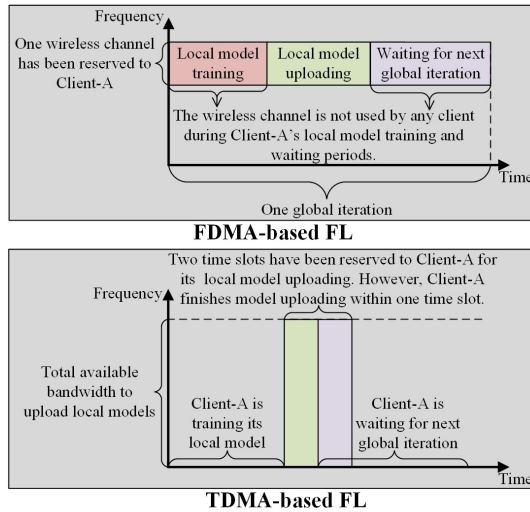 Frequency
One wireless channel
has been reserved to
Client-A
Local model
training
Local model
uploading
Waiting for next
global iteration
The wireless channel is not used by any client
during Client-A's local model training and
waiting periods.
Time
One global iteration
FDMA-based FL
Two time slots have been reserved to Client-A for
its local model uploading. However, Client-A
finishes model uploading within one time slot.
Frequency
Total available
bandwidth to
upload local models
Client-A is
training its
local model
Client-A is
waiting for next
global iteration
Time
TDMA-based FL